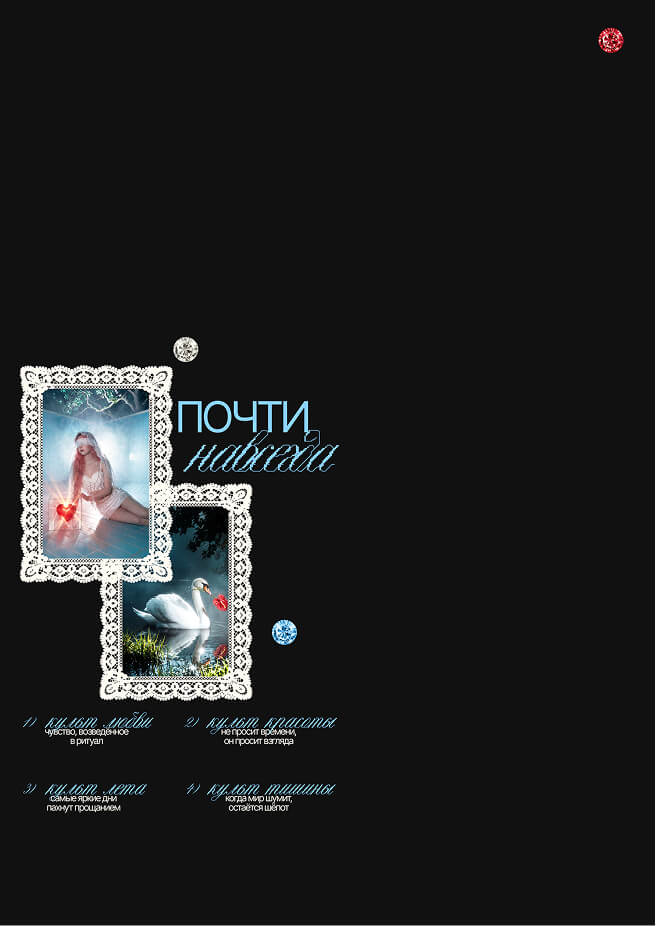 ПОЧТИ
навсегда
1) культ любви
чувство, возведённое
в ритуал
2) культ красоты
не просит времени,
он просит взгляда
3) культ лета
самые яркие дни
пахнут прощанием
4) культ тишины
когда мир шумит,
остаётся шёпот